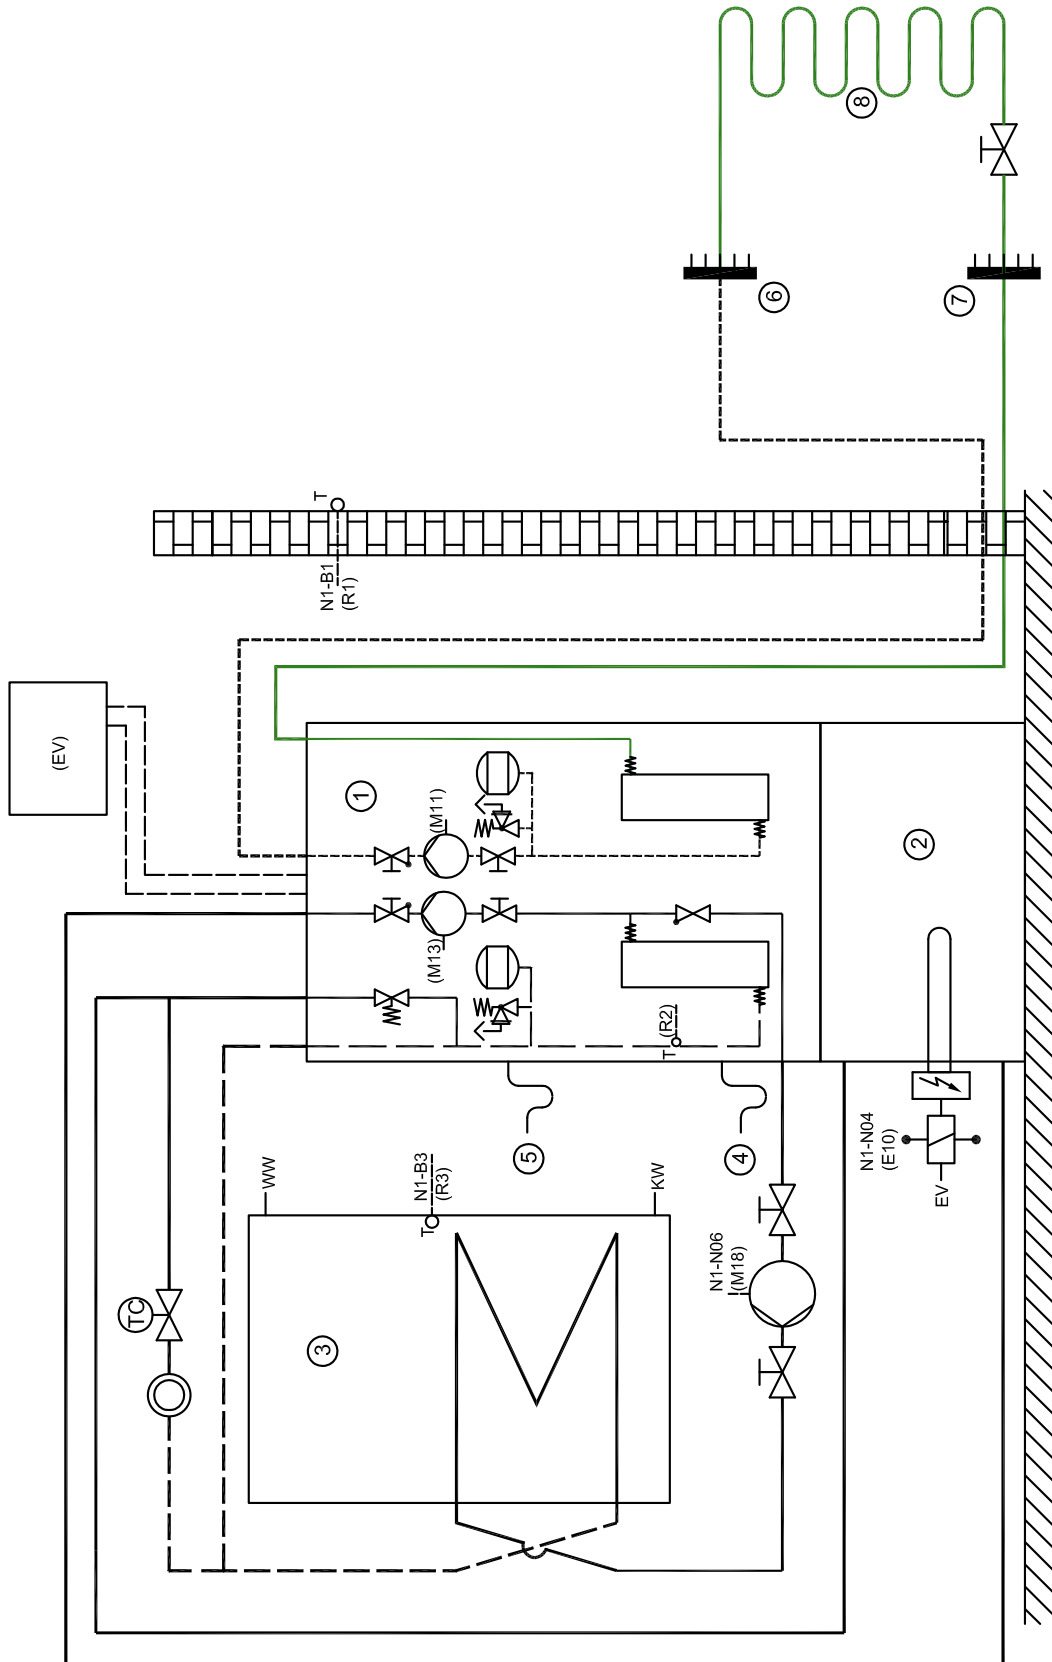 8
6
7
T
N1-B1
(R1)
(EV)
1
(M11)
2
(M13)
(R2)
T
N1-N04
(E10)
EV
5
4
WW
N1-B3
(R3)
T
KW
N1-N06
(M18)
TC
3